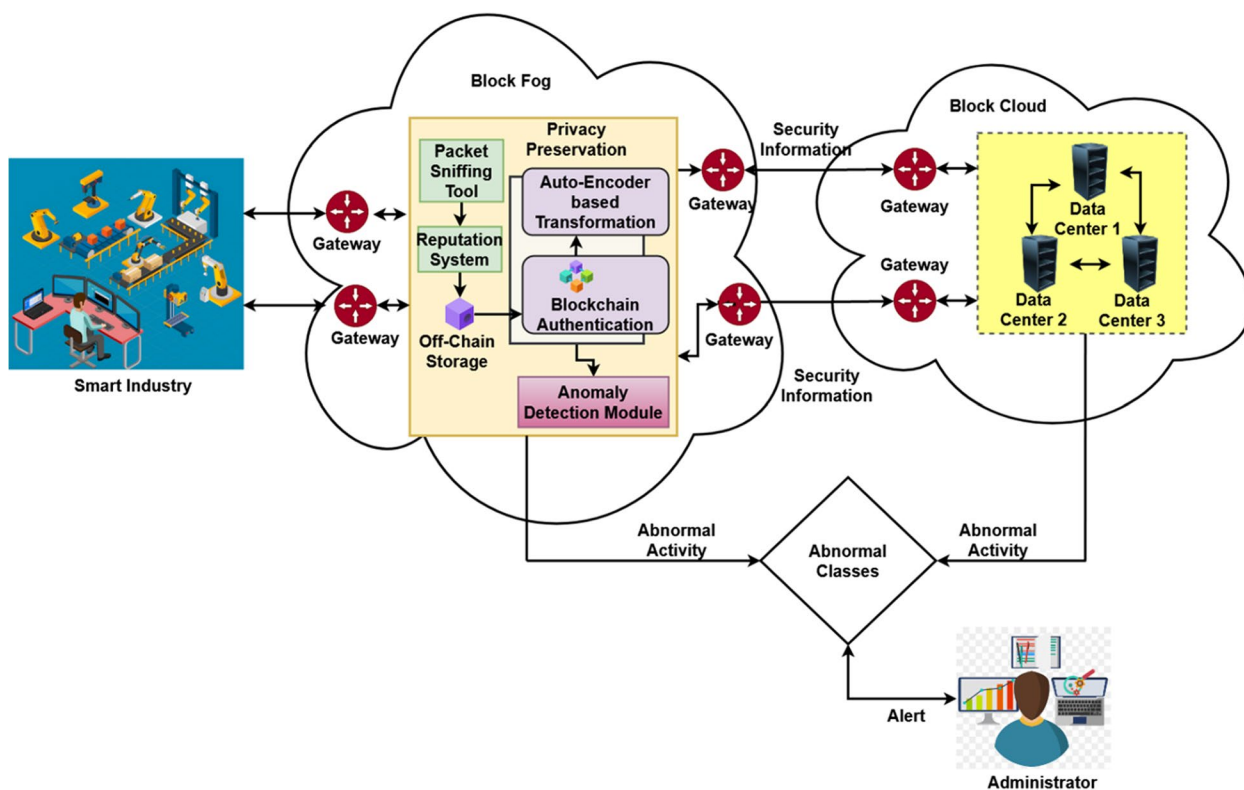 Block Fog
Block Cloud
Privacy
Preservation
Packet
Sniffing
Tool
Auto-Encoder
based
Transformation
Reputation
System
Blockchain
Authentication
Off-Chain
Storage
Anomaly
Detection Module
Gateway
Gateway
Smart Industry
Gateway
Gateway
Security
Information
Security
Information
Gateway
Gateway
Data
Center 1
Data
Center 2
Data
Center 3
Abnormal
Activity
Abnormal
Classes
Abnormal
Activity
Alert
Administrator